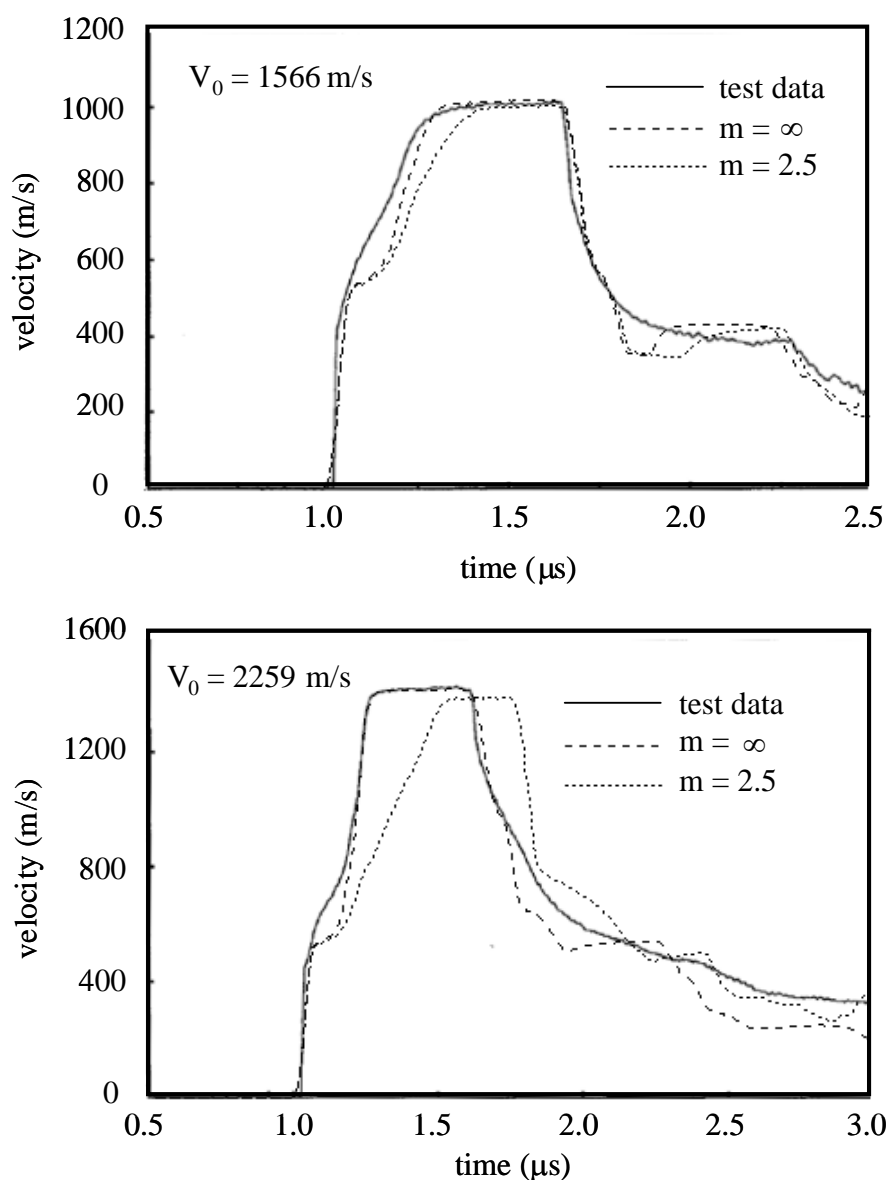 1200
V₀ = 1566 m/s
test data
m = ∞
m = 2.5
1000
800
600
400
200
0
velocity (m/s)
0.5 1.0 1.5 2.0 2.5
time (μs)
1600
V₀ = 2259 m/s
test data
m = ∞
m = 2.5
1200
800
400
0
velocity (m/s)
0.5 1.0 1.5 2.0 2.5 3.0
time (μs)